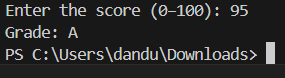 Enter the score (0–100): 95
Grade: A
PS C:\Users\dandu\Downloads>